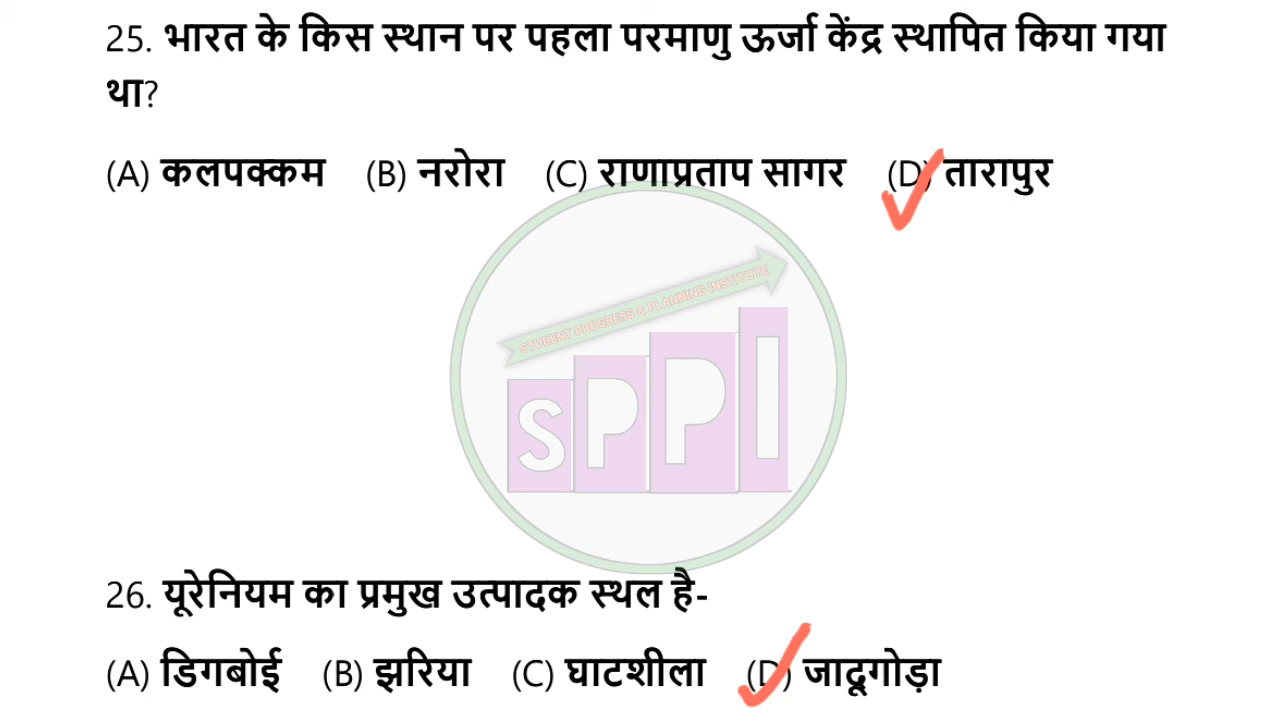 25. भारत के किस स्थान पर पहला परमाणु ऊर्जा केंद्र स्थापित किया गया
था?
(A) कलपक्कम (B) नरोरा (C) राणाप्रताप सागर (D) तारापुर
STUDENT PROGRESS & PLANNING INSTITUTE
SPPI
26. यूरेनियम का प्रमुख उत्पादक स्थल है-
(A) डिगबोई (B) झरिया (C) घाटशीला (D) जादूगोड़ा